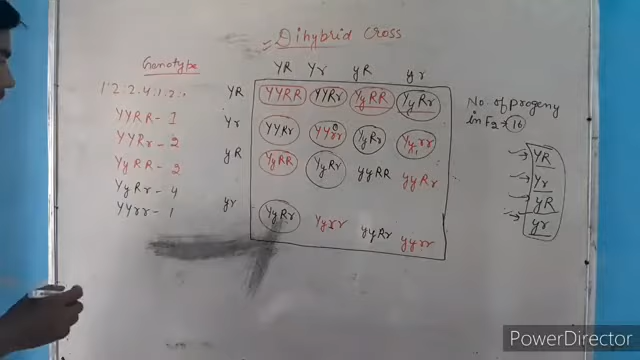 = Dihybrid Cross
Genotype
1:2:2:4:1:2:
YYRR - 1
YYRr - 2
YyRR - 2
YyRr - 4
YYrr - 1
YR Yr yR yr
YR YYRR YYRr YyRR YyRr
Yr YYRr YYrr YyRr Yyrr
yR YyRR YyRr yyRR yyRr
yr YyRr Yyrr yyRr yyrr
No. of progeny
in F2 = 16
YR
Yr
yR
yr
PowerDirector